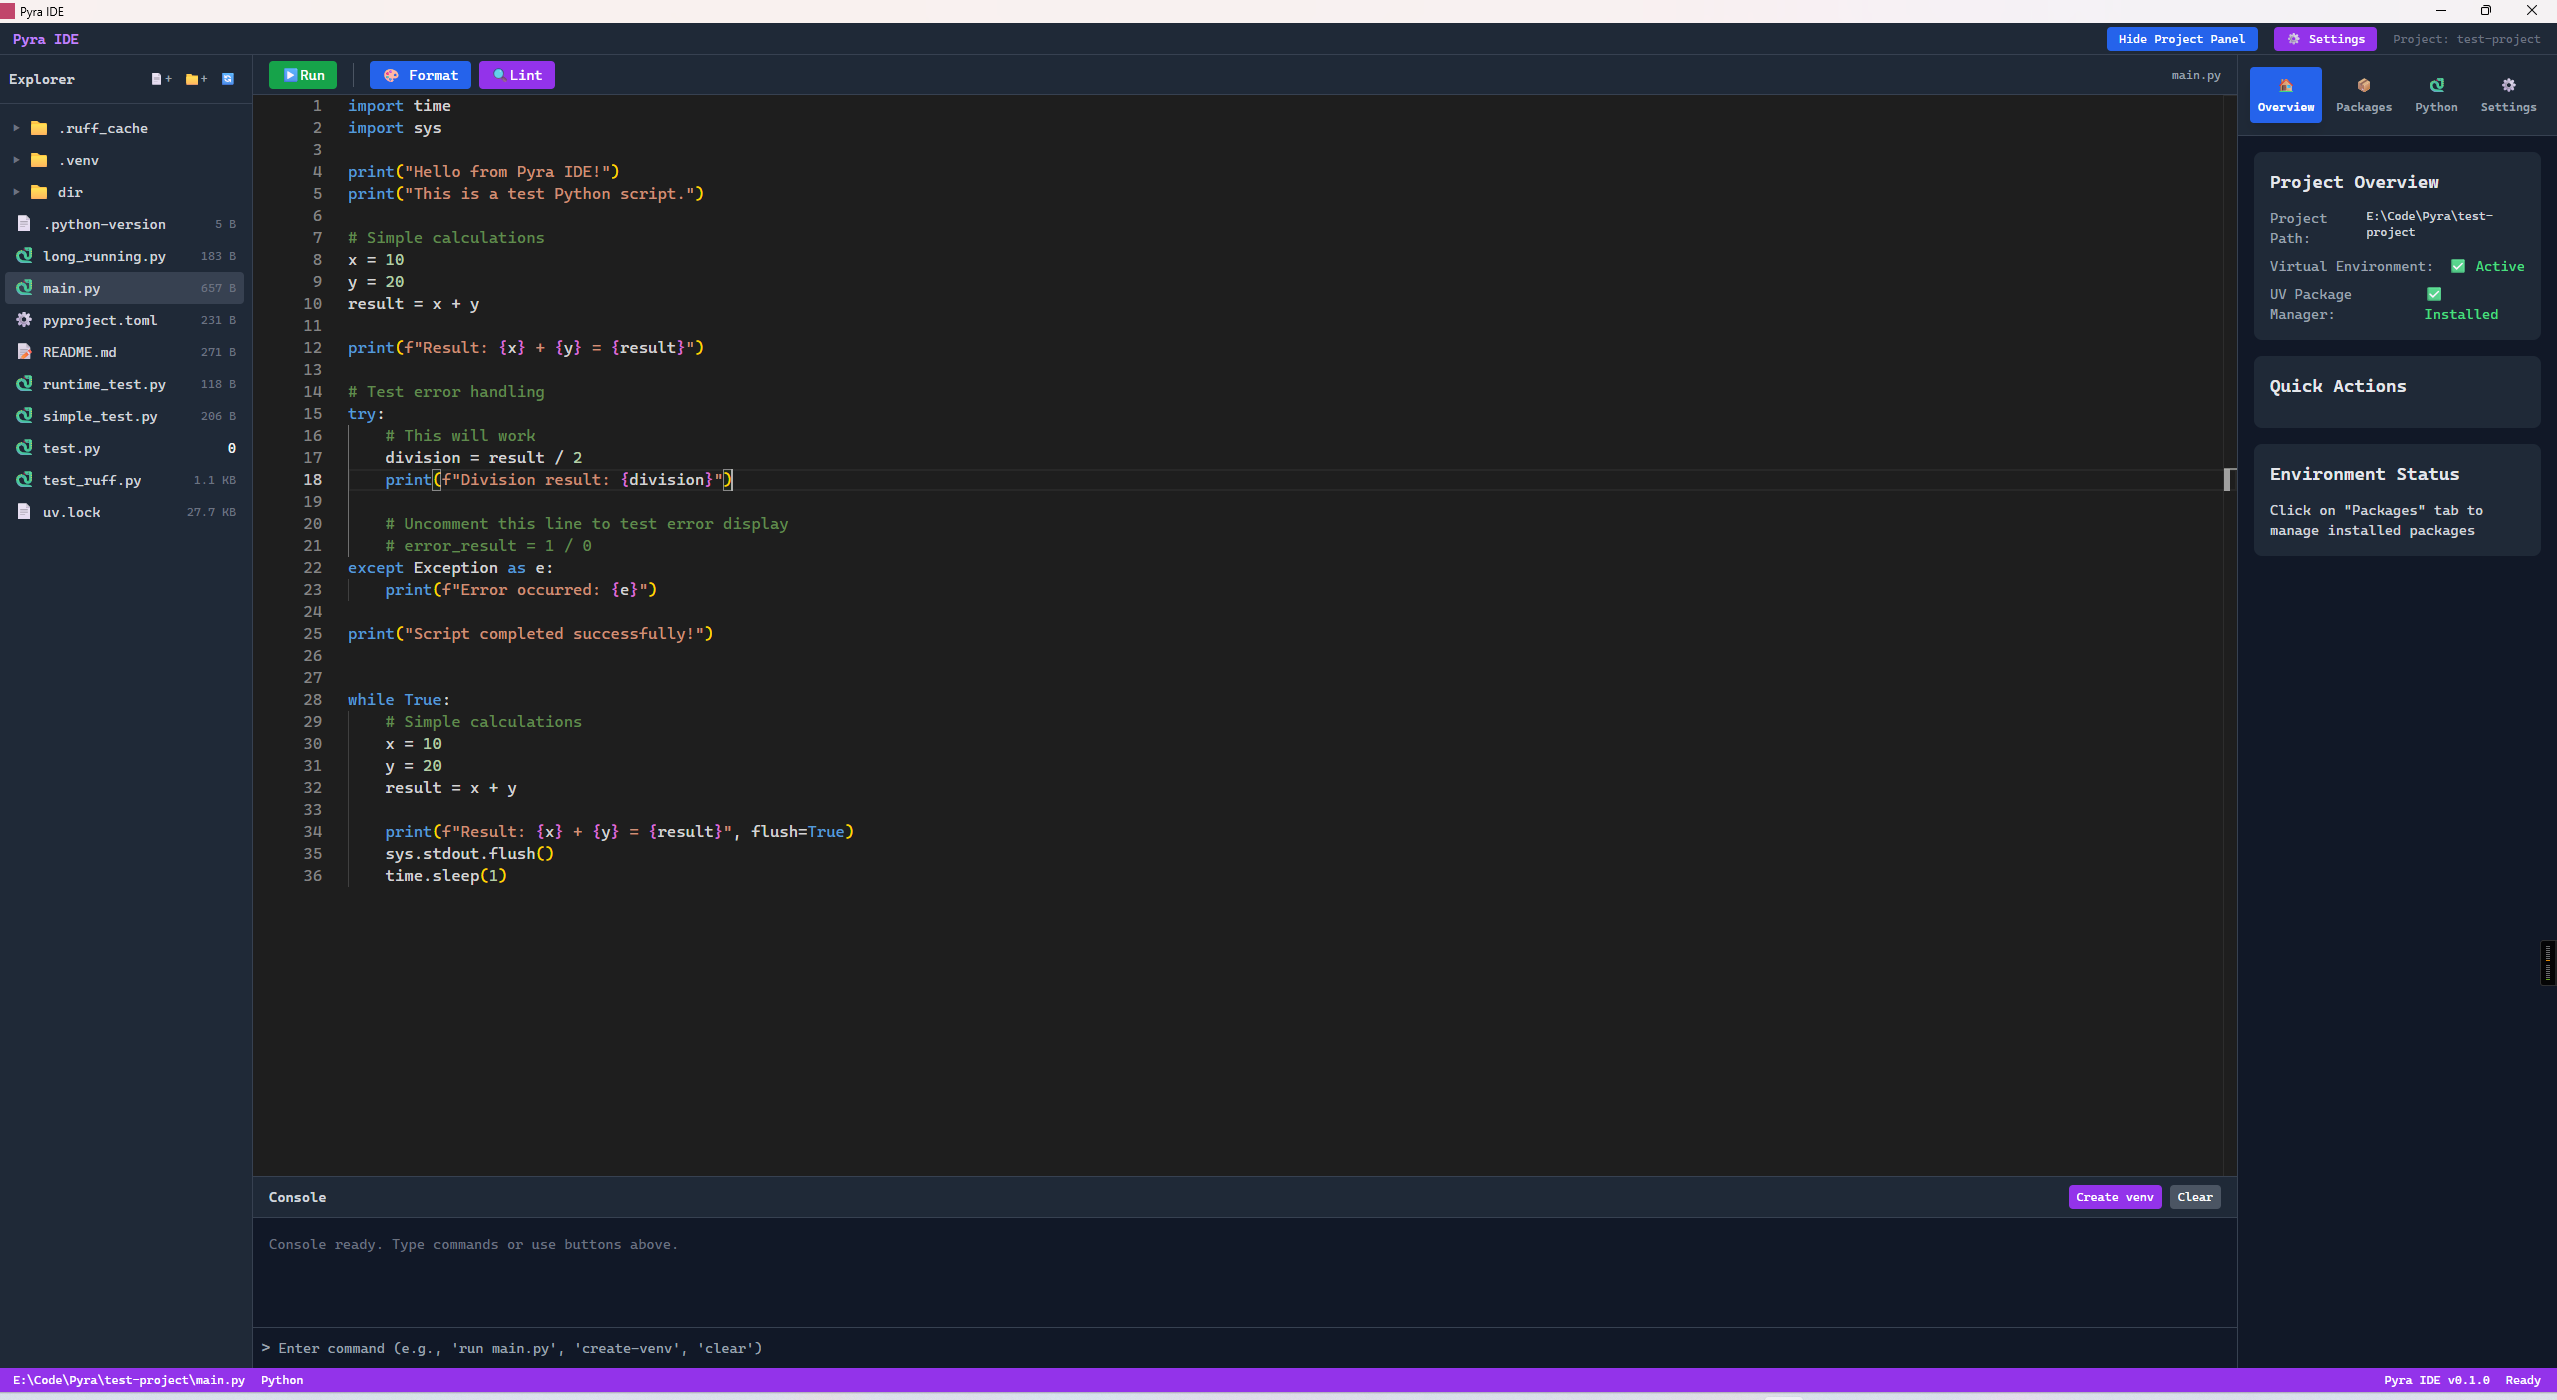 Pyra IDE
Pyra IDE
Hide Project Panel
Settings
Project: test-project
Explorer
+
+
.ruff_cache
.venv
dir
.python-version 5 B
long_running.py 183 B
main.py 657 B
pyproject.toml 231 B
README.md 271 B
runtime_test.py 118 B
simple_test.py 206 B
test.py 0
test_ruff.py 1.1 KB
uv.lock 27.7 KB
Run
Format
Lint
main.py
1 import time
2 import sys
3
4 print("Hello from Pyra IDE!")
5 print("This is a test Python script.")
6
7 # Simple calculations
8 x = 10
9 y = 20
10 result = x + y
11
12 print(f"Result: {x} + {y} = {result}")
13
14 # Test error handling
15 try:
16     # This will work
17     division = result / 2
18     print(f"Division result: {division}")
19
20     # Uncomment this line to test error display
21     # error_result = 1 / 0
22 except Exception as e:
23     print(f"Error occurred: {e}")
24
25 print("Script completed successfully!")
26
27
28 while True:
29     # Simple calculations
30     x = 10
31     y = 20
32     result = x + y
33
34     print(f"Result: {x} + {y} = {result}", flush=True)
35     sys.stdout.flush()
36     time.sleep(1)
Console
Create venv
Clear
Console ready. Type commands or use buttons above.
> Enter command (e.g., 'run main.py', 'create-venv', 'clear')
Overview
Packages
Python
Settings
Project Overview
Project Path: E:\Code\Pyra\test-project
Virtual Environment: Active
UV Package Manager: Installed
Quick Actions
Environment Status
Click on "Packages" tab to
manage installed packages
E:\Code\Pyra\test-project\main.py Python
Pyra IDE v0.1.0 Ready